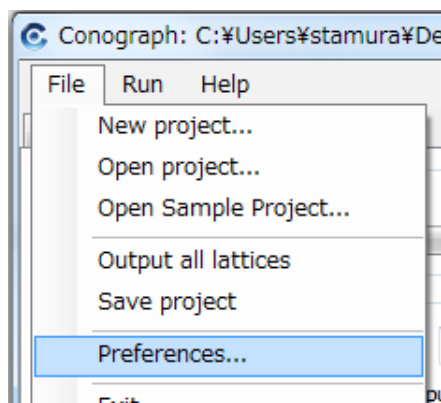 Conograph: C:¥Users¥stamura¥De
File Run Help
New project...
Open project...
Open Sample Project...
Output all lattices
Save project
Preferences...
Exit